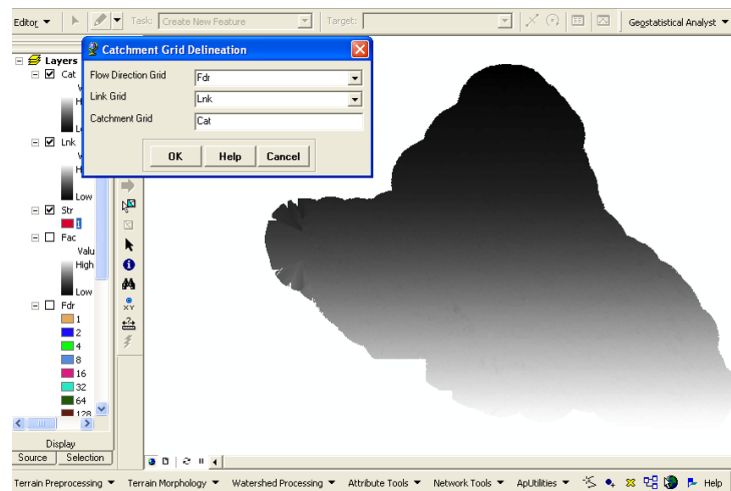 Editor Task: Create New Feature Target: Geostatistical Analyst
Catchment Grid Delineation
Flow Direction Grid Fdr
Link Grid Lnk
Catchment Grid Cat
OK Help Cancel
Layers
Cat
Lnk
Low
Str
1
Fac
Valu
High
Low
Fdr
1
2
4
8
16
32
64
128
Display
Source Selection
Terrain Preprocessing Terrain Morphology Watershed Processing Attribute Tools Network Tools ApUtilities Help